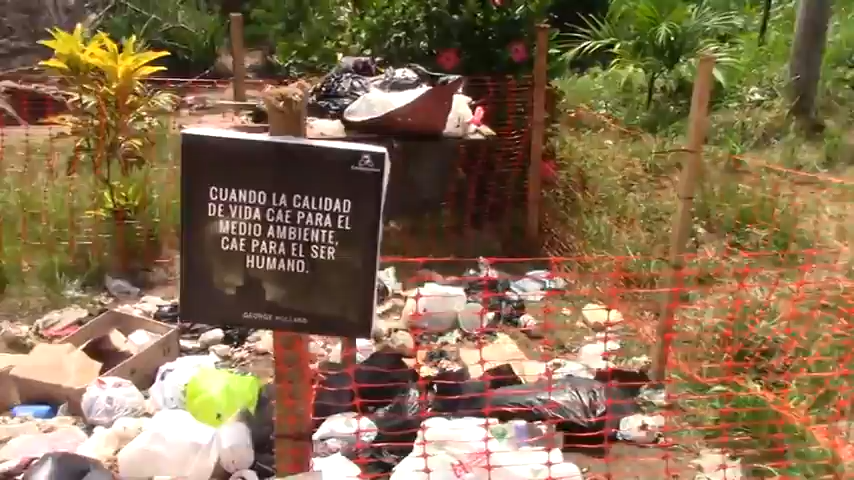 CUANDO LA CALIDAD
DE VIDA CAE PARA EL
MEDIO AMBIENTE,
CAE PARA EL SER
HUMANO.
GEORGE HOLLAND